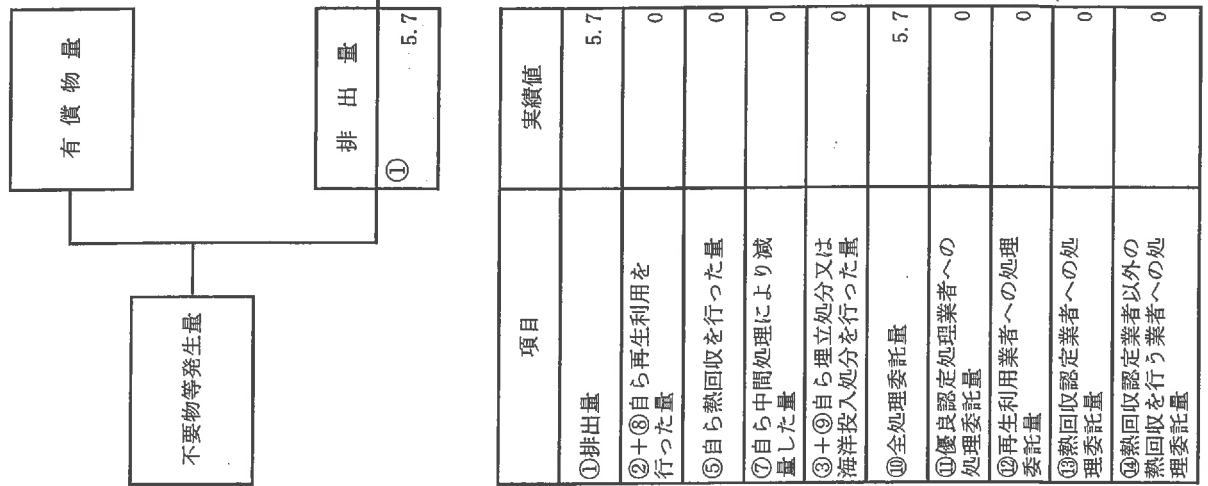 不要物等発生量
有償物量
排出量
① 5.7
項目 実績値
①排出量 5.7
②+⑧自ら再生利用を
行った量 0
⑤自ら熱回収を行った量 0
⑦自ら中間処理により減
量した量 0
③+⑨自ら埋立処分又は
海洋投入処分を行った量 0
⑩全処理委託量 5.7
⑪優良認定処理業者への
処理委託量 0
⑫再生利用業者への処理
委託量 0
⑬熱回収認定業者への処
理委託量 0
⑭熱回収認定業者以外の
熱回収を行う業者への処
理委託量 0